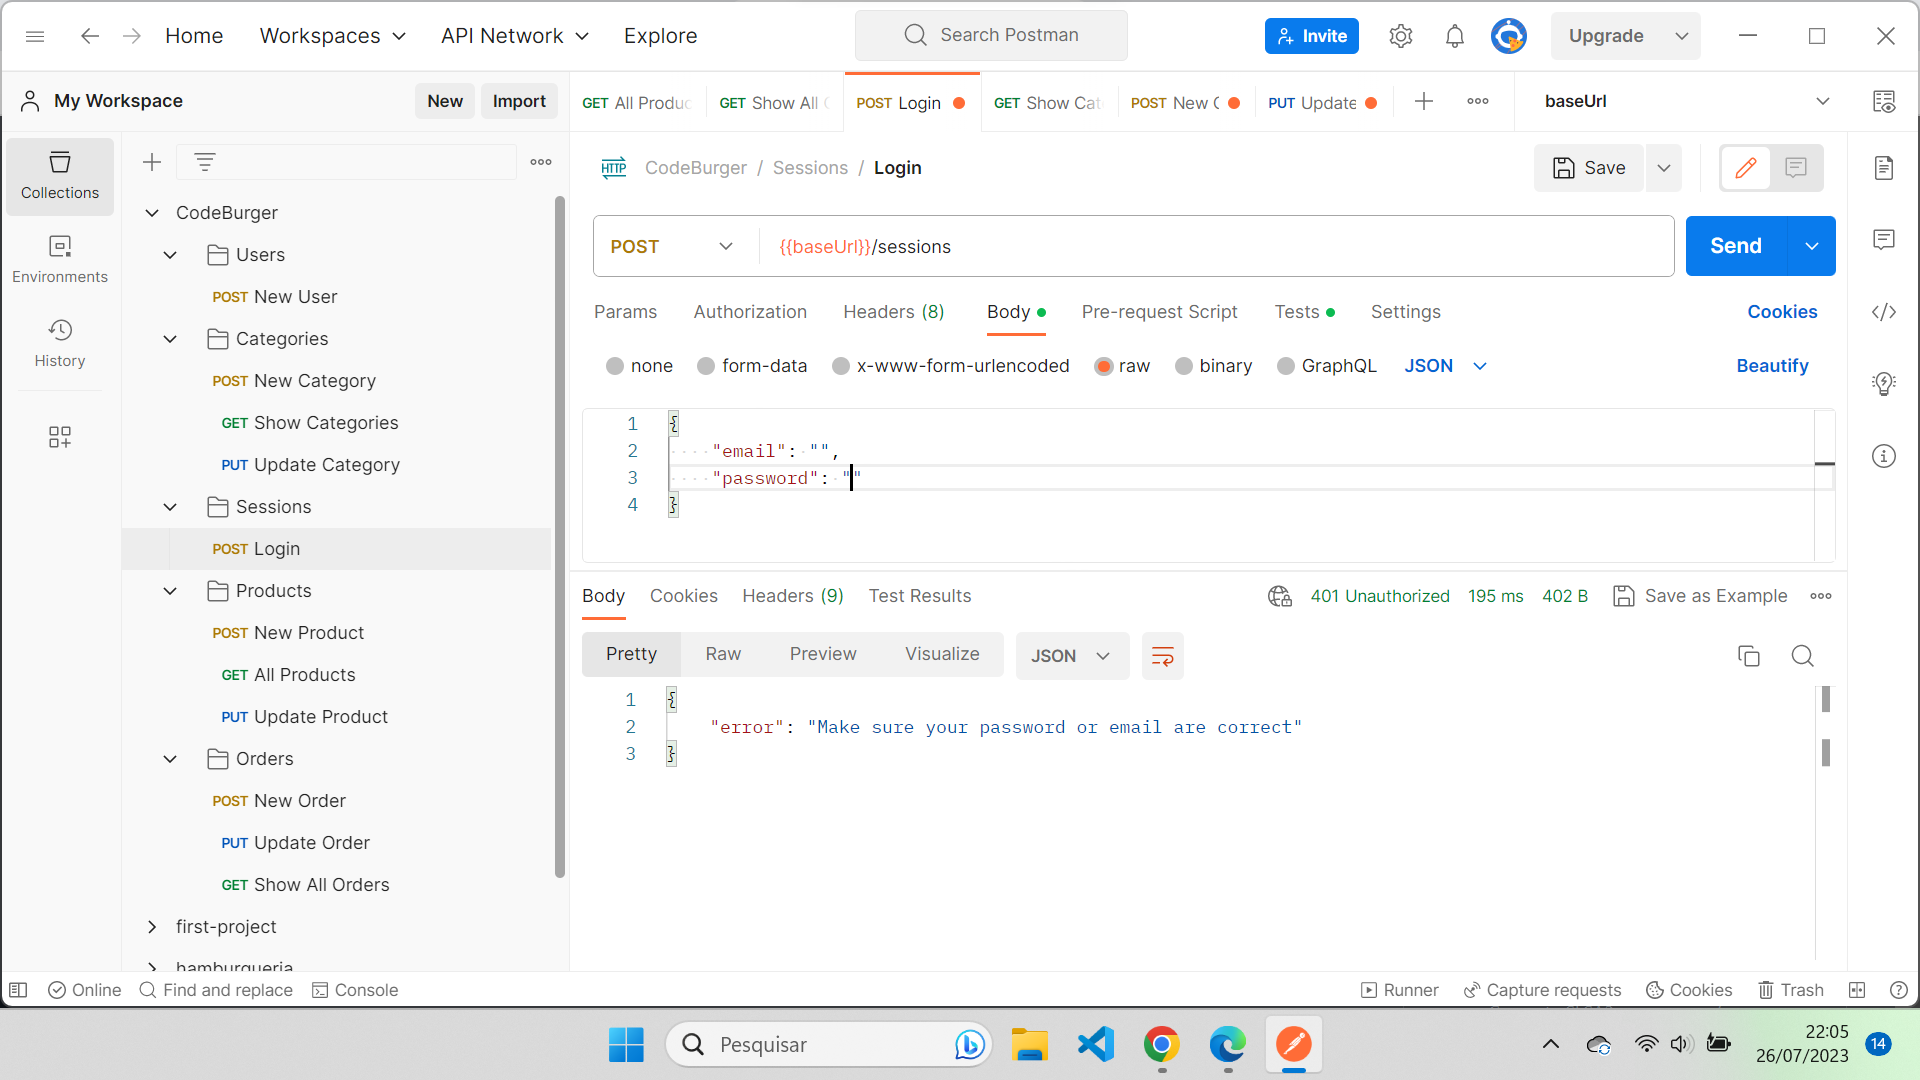 Home
Workspaces
API Network
Explore
Search Postman
Invite
Upgrade
My Workspace
New
Import
GET All Produc
GET Show All
POST Login
GET Show Cat
POST New
PUT Update
baseUrl
Collections
Environments
History
CodeBurger
Users
POST New User
Categories
POST New Category
GET Show Categories
PUT Update Category
Sessions
POST Login
Products
POST New Product
GET All Products
PUT Update Product
Orders
POST New Order
PUT Update Order
GET Show All Orders
first-project
hamburgueria
HTTP CodeBurger / Sessions / Login
Save
POST
{{baseUrl}}/sessions
Send
Params
Authorization
Headers (8)
Body
Pre-request Script
Tests
Settings
Cookies
none
form-data
x-www-form-urlencoded
raw
binary
GraphQL
JSON
Beautify
1 {
2 "email": "",
3 "password": ""
4 }
Body
Cookies
Headers (9)
Test Results
401 Unauthorized 195 ms 402 B
Save as Example
Pretty
Raw
Preview
Visualize
JSON
1 {
2 "error": "Make sure your password or email are correct"
3 }
Online
Find and replace
Console
Runner
Capture requests
Cookies
Trash
Pesquisar
22:05
26/07/2023
14